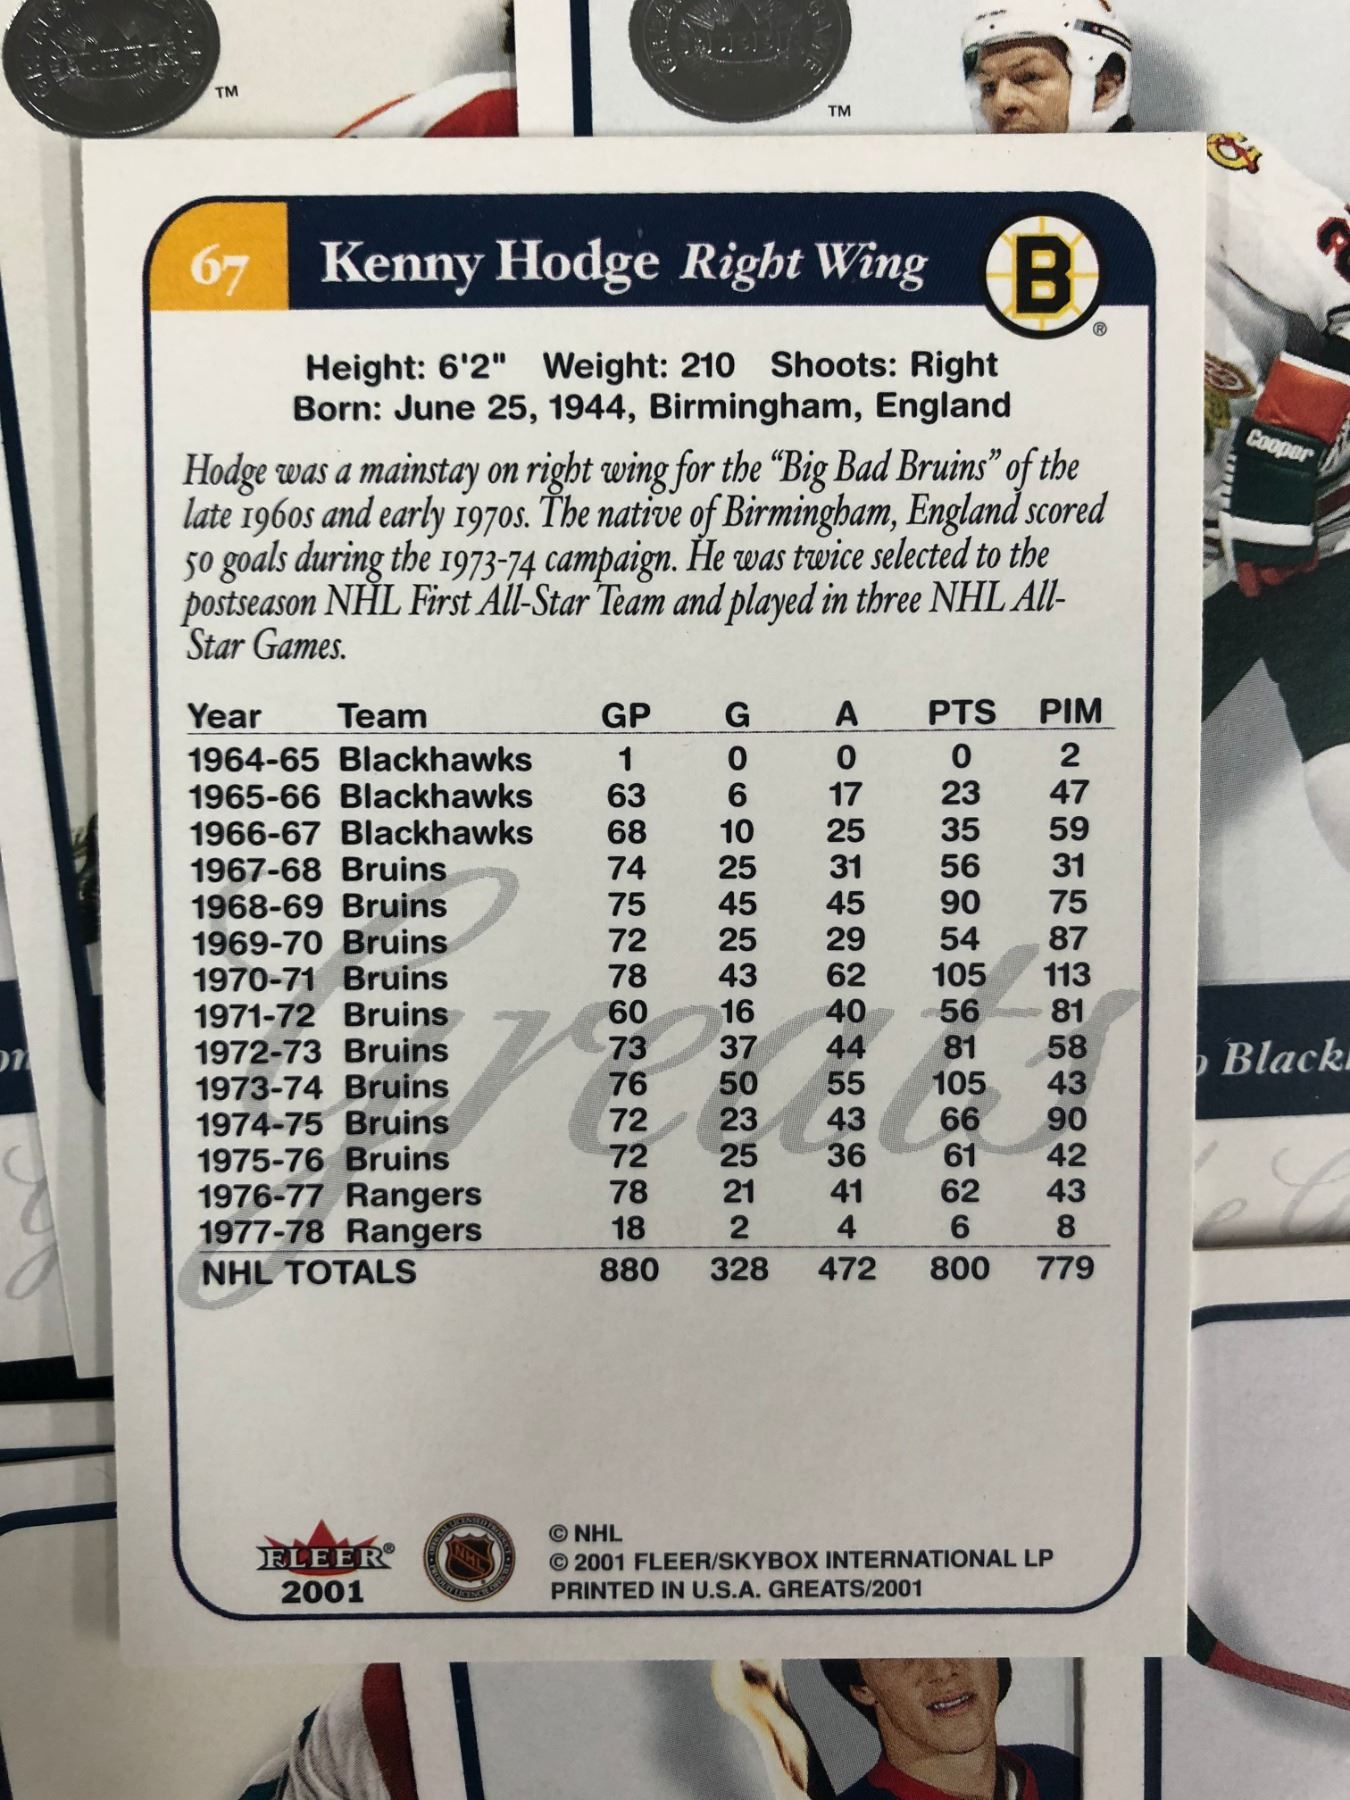 TM
TM
67 Kenny Hodge Right Wing B
®
Height: 6'2" Weight: 210 Shoots: Right
Born: June 25, 1944, Birmingham, England
Hodge was a mainstay on right wing for the “Big Bad Bruins” of the
late 1960s and early 1970s. The native of Birmingham, England scored
50 goals during the 1973-74 campaign. He was twice selected to the
postseason NHL First All-Star Team and played in three NHL All-
Star Games.
Year Team GP G A PTS PIM
1964-65 Blackhawks 1 0 0 0 2
1965-66 Blackhawks 63 6 17 23 47
1966-67 Blackhawks 68 10 25 35 59
1967-68 Bruins 74 25 31 56 31
1968-69 Bruins 75 45 45 90 75
1969-70 Bruins 72 25 29 54 87
1970-71 Bruins 78 43 62 105 113
1971-72 Bruins 60 16 40 56 81
1972-73 Bruins 73 37 44 81 58
1973-74 Bruins 76 50 55 105 43
1974-75 Bruins 72 23 43 66 90
1975-76 Bruins 72 25 36 61 42
1976-77 Rangers 78 21 41 62 43
1977-78 Rangers 18 2 4 6 8
NHL TOTALS 880 328 472 800 779
Greats
FLEER®
2001
NHL
© NHL
© 2001 FLEER/SKYBOX INTERNATIONAL LP
PRINTED IN U.S.A. GREATS/2001
Cooper
o Blackh